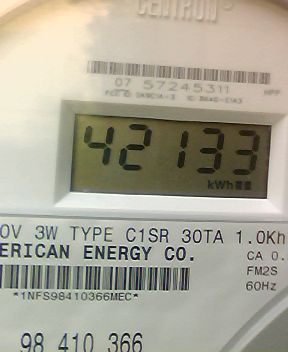 CENTRON®
07 57245311
42133
kWh
0V 3W TYPE C1SR 30TA 1.0Kh
ERICAN ENERGY CO.
CA 0.
FM2S
*1NFS98410366MEC*
60Hz
98 410 366